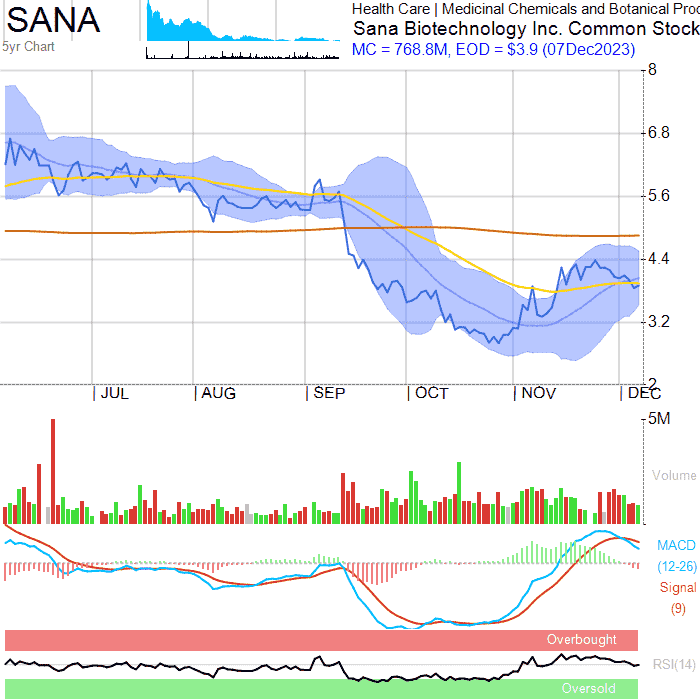 SANA
5yr Chart
Health Care | Medicinal Chemicals and Botanical Prod
Sana Biotechnology Inc. Common Stock
MC = 768.8M, EOD = $3.9 (07Dec2023)
8
6.8
5.6
4.4
3.2
2
| JUL | AUG | SEP | OCT | NOV | DEC
5M
Volume
MACD
(12-26)
Signal
(9)
Overbought
RSI(14)
Oversold